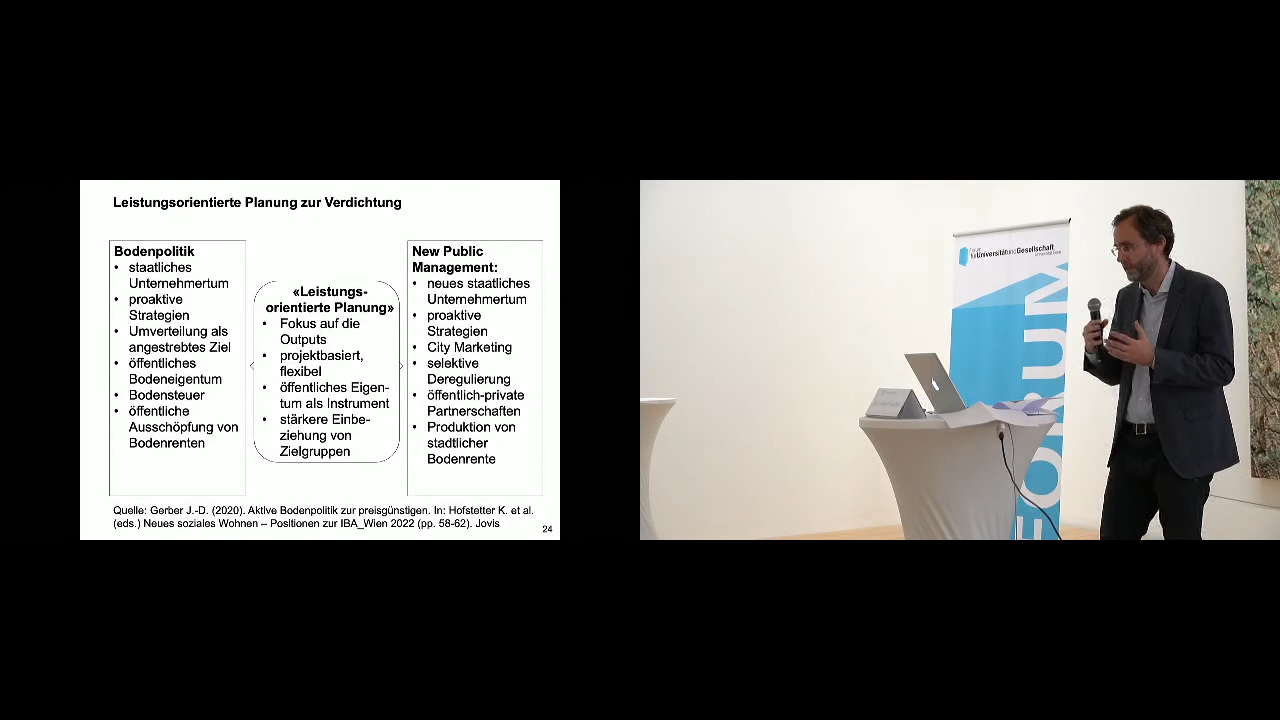 Leistungsorientierte Planung zur Verdichtung
Bodenpolitik
• staatliches
Unternehmertum
• proaktive
Strategien
• Umverteilung als
angestrebtes Ziel
• öffentliches
Bodeneigentum
• Bodensteuer
• öffentliche
Ausschöpfung von
Bodenrenten
«Leistungs-
orientierte Planung»
• Fokus auf die
Outputs
• projektbasiert,
flexibel
• öffentliches Eigen-
tum als Instrument
• stärkere Einbe-
ziehung von
Zielgruppen
New Public
Management:
• neues staatliches
Unternehmertum
• proaktive
Strategien
• City Marketing
• selektive
Deregulierung
• öffentlich-private
Partnerschaften
• Produktion von
stadtlicher
Bodenrente
Quelle: Gerber J.-D. (2020). Aktive Bodenpolitik zur preisgünstigen. In: Hofstetter K. et al.
(eds.) Neues soziales Wohnen – Positionen zur IBA_Wien 2022 (pp. 58-62). Jovis
24
Forum
für Universität und Gesellschaft
FORUM